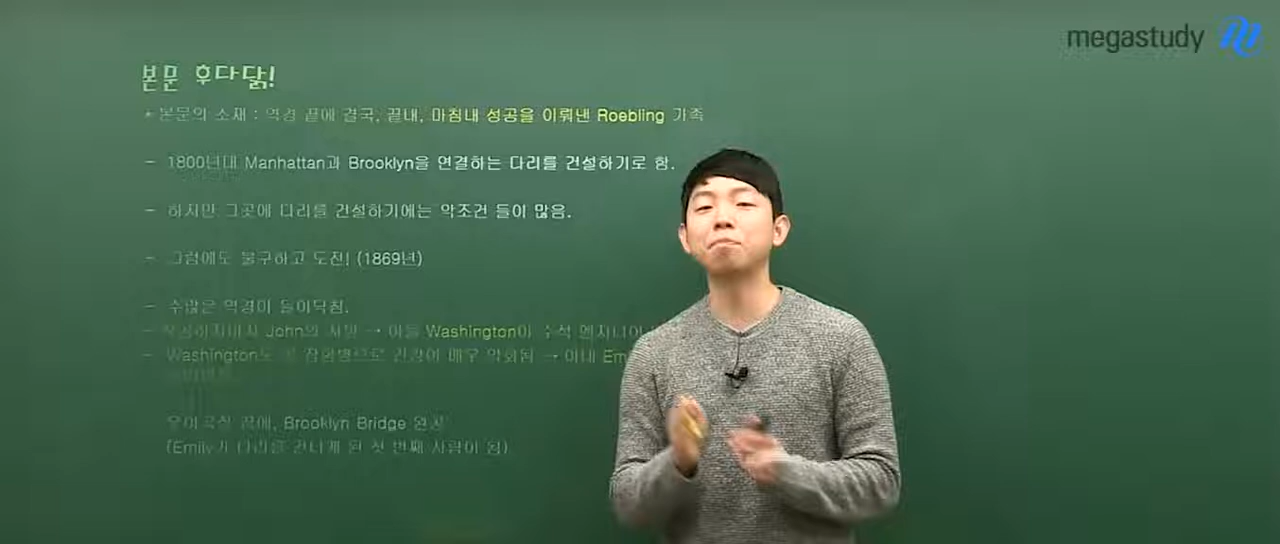 megastudy
본문 후다닭!
* 본문의 소재 : 역경 끝에 결국, 끝내, 마침내 성공을 이뤄낸 Roebling 가족
- 1800년대 Manhattan과 Brooklyn을 연결하는 다리를 건설하기로 함.
- 하지만 그곳에 다리를 건설하기에는 악조건 들이 많음.
- 그럼에도 불구하고 도전! (1869년)
- 수많은 역경이 들이닥침.
- John의 사망 → 아들 Washington이 수석
- Washington도 곧 잠함병으로 건강이 매우 악화됨 → 아내 Em
우여곡절 끝에, Brooklyn Bridge 완공
(Emily가 다리를 건너게 된 첫 번째 사람이 됨)